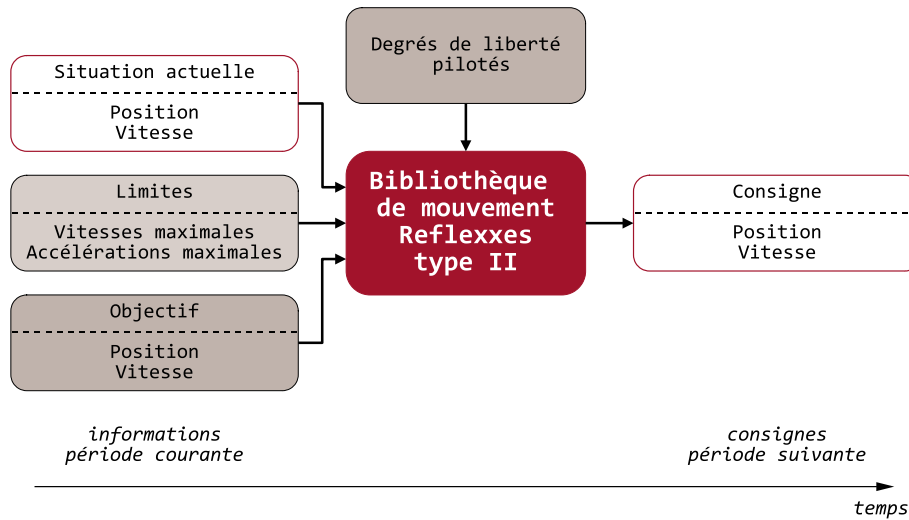 Degrés de liberté
pilotés
Situation actuelle
Position
Vitesse
Limites
Vitesses maximales
Accélérations maximales
Objectif
Position
Vitesse
Bibliothèque
de mouvement
Reflexxes
type II
Consigne
Position
Vitesse
informations
période courante
consignes
période suivante
temps